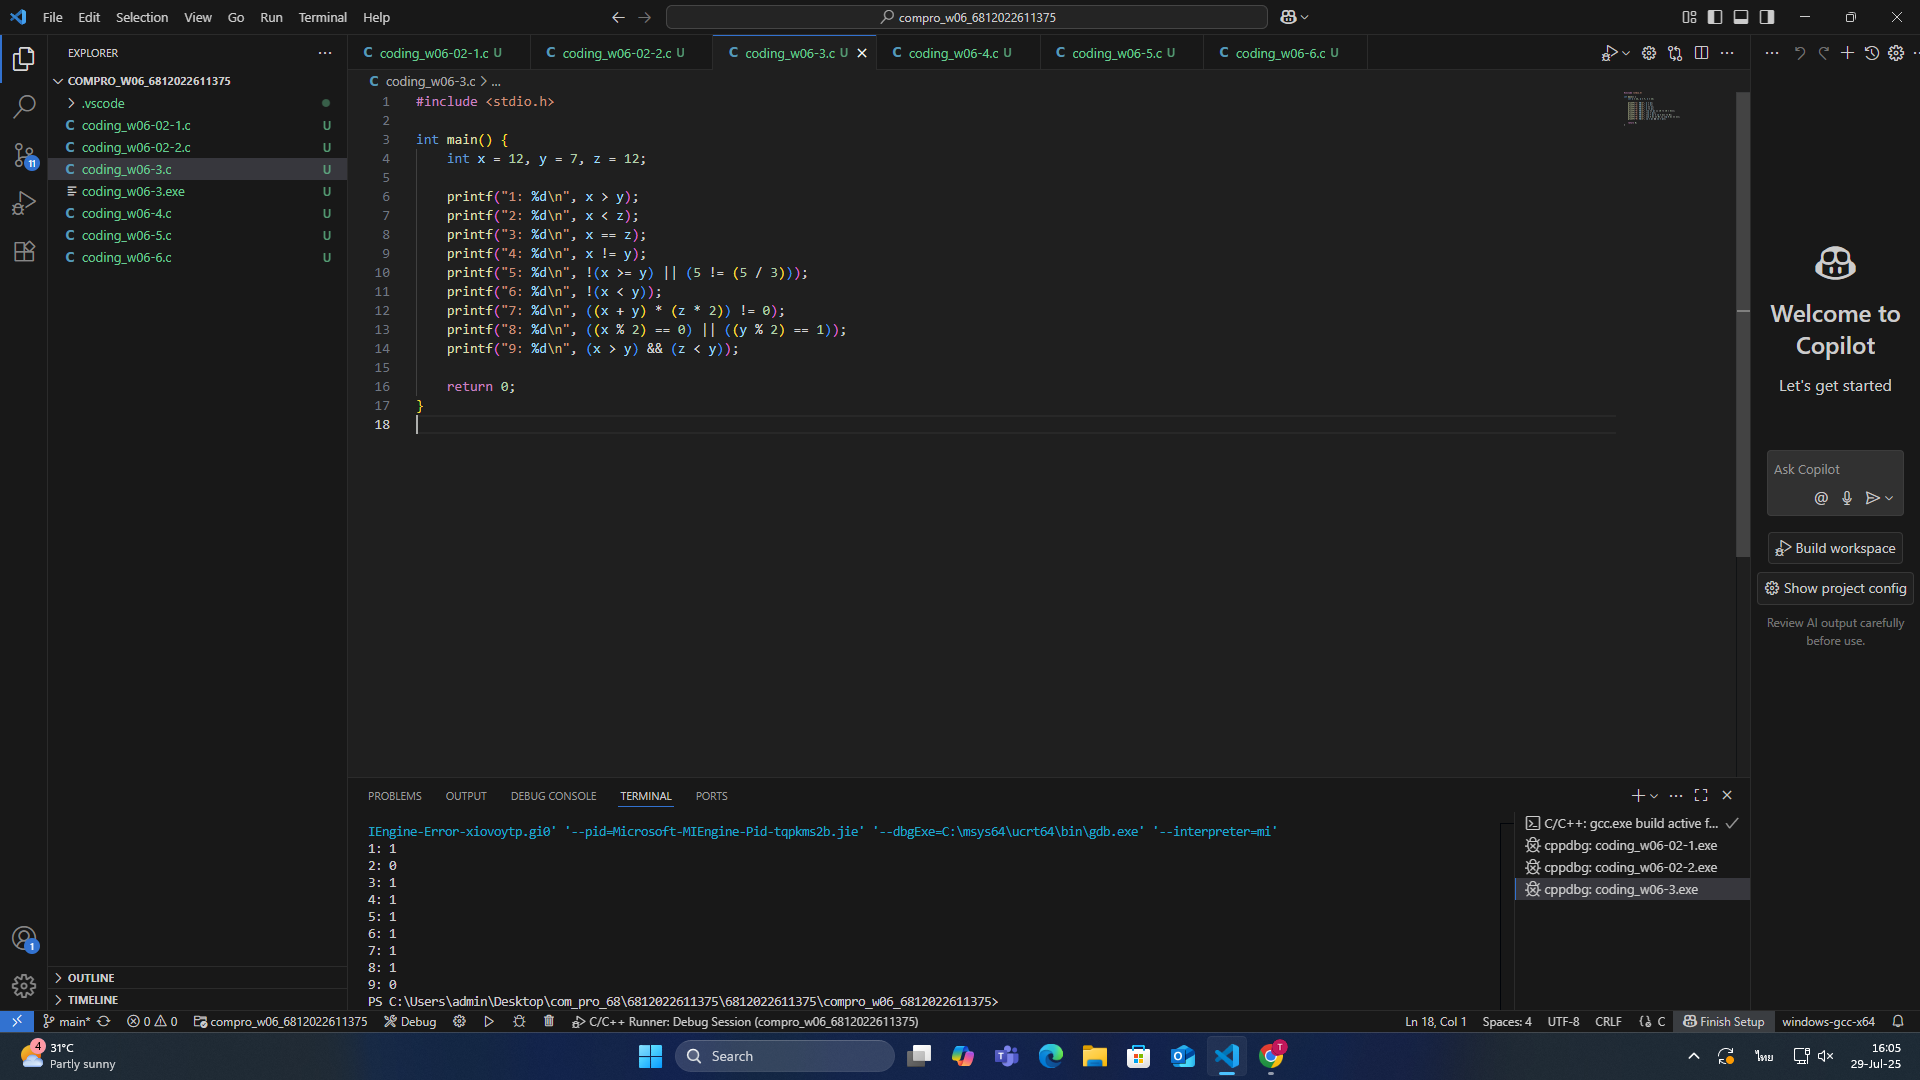 File Edit Selection View Go Run Terminal Help
compro_w06_6812022611375
EXPLORER
COMPRO_W06_6812022611375
.vscode
C coding_w06-02-1.c U
C coding_w06-02-2.c U
C coding_w06-3.c U
coding_w06-3.exe U
C coding_w06-4.c U
C coding_w06-5.c U
C coding_w06-6.c U
11
1
OUTLINE
TIMELINE
C coding_w06-02-1.c U C coding_w06-02-2.c U C coding_w06-3.c U C coding_w06-4.c U C coding_w06-5.c U C coding_w06-6.c U
C coding_w06-3.c > ...
1 #include <stdio.h>
2
3 int main() {
4 int x = 12, y = 7, z = 12;
5
6 printf("1: %d\n", x > y);
7 printf("2: %d\n", x < z);
8 printf("3: %d\n", x == z);
9 printf("4: %d\n", x != y);
10 printf("5: %d\n", !(x >= y) || (5 != (5 / 3)));
11 printf("6: %d\n", !(x < y));
12 printf("7: %d\n", ((x + y) * (z * 2)) != 0);
13 printf("8: %d\n", ((x % 2) == 0) || ((y % 2) == 1));
14 printf("9: %d\n", (x > y) && (z < y));
15
16 return 0;
17 }
18
PROBLEMS OUTPUT DEBUG CONSOLE TERMINAL PORTS
IEngine-Error-xiovoytp.gi0' '--pid=Microsoft-MIEngine-Pid-tqpkms2b.jie' '--dbgExe=C:\msys64\ucrt64\bin\gdb.exe' '--interpreter=mi'
1: 1
2: 0
3: 1
4: 1
5: 1
6: 1
7: 1
8: 1
9: 0
PS C:\Users\admin\Desktop\com_pro_68\6812022611375\6812022611375\compro_w06_6812022611375>
C/C++: gcc.exe build active f...
cppdbg: coding_w06-02-1.exe
cppdbg: coding_w06-02-2.exe
cppdbg: coding_w06-3.exe
Welcome to
Copilot
Let's get started
Ask Copilot
Build workspace
Show project config
Review AI output carefully
before use.
main* 0 0 compro_w06_6812022611375 Debug C/C++ Runner: Debug Session (compro_w06_6812022611375) Ln 18, Col 1 Spaces: 4 UTF-8 CRLF C Finish Setup windows-gcc-x64
4
31°C
Partly sunny
Search
T
ไทย
16:05
29-Jul-25